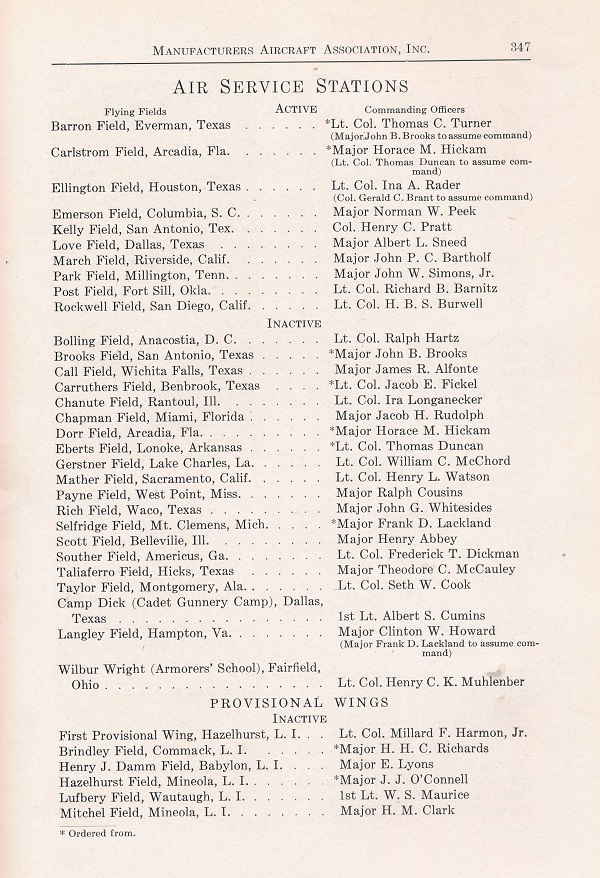 MANUFACTURERS AIRCRAFT ASSOCIATION, INC. 347
AIR SERVICE STATIONS
Flying Fields ACTIVE Commanding Officers
Barron Field, Everman, Texas . . . . . . *Lt. Col. Thomas C. Turner
(Major John B. Brooks to assume command)
Carlstrom Field, Arcadia, Fla. . . . . . . *Major Horace M. Hickam
(Lt. Col. Thomas Duncan to assume com-
mand)
Ellington Field, Houston, Texas . . . . . . Lt. Col. Ina A. Rader
(Col. Gerald C. Brant to assume command)
Emerson Field, Columbia, S. C. . . . . . . Major Norman W. Peek
Kelly Field, San Antonio, Tex. . . . . . . Col. Henry C. Pratt
Love Field, Dallas, Texas . . . . . . . . Major Albert L. Sneed
March Field, Riverside, Calif. . . . . . . Major John P. C. Bartholf
Park Field, Millington, Tenn. . . . . . . . Major John W. Simons, Jr.
Post Field, Fort Sill, Okla. . . . . . . . . Lt. Col. Richard B. Barnitz
Rockwell Field, San Diego, Calif. . . . . . Lt. Col. H. B. S. Burwell
INACTIVE
Bolling Field, Anacostia, D. C. . . . . . . Lt. Col. Ralph Hartz
Brooks Field, San Antonio, Texas . . . . . *Major John B. Brooks
Call Field, Wichita Falls, Texas . . . . . . Major James R. Alfonte
Carruthers Field, Benbrook, Texas . . . . *Lt. Col. Jacob E. Fickel
Chanute Field, Rantoul, Ill. . . . . . . . Lt. Col. Ira Longanecker
Chapman Field, Miami, Florida . . . . . . Major Jacob H. Rudolph
Dorr Field, Arcadia, Fla. . . . . . . . . . *Major Horace M. Hickam
Eberts Field, Lonoke, Arkansas . . . . . . *Lt. Col. Thomas Duncan
Gerstner Field, Lake Charles, La. . . . . . Lt. Col. William C. McChord
Mather Field, Sacramento, Calif. . . . . . Lt. Col. Henry L. Watson
Payne Field, West Point, Miss. . . . . . . Major Ralph Cousins
Rich Field, Waco, Texas . . . . . . . . Major John G. Whitesides
Selfridge Field, Mt. Clemens, Mich. . . . . *Major Frank D. Lackland
Scott Field, Belleville, Ill. . . . . . . . Major Henry Abbey
Souther Field, Americus, Ga. . . . . . . . Lt. Col. Frederick T. Dickman
Taliaferro Field, Hicks, Texas . . . . . . Major Theodore C. McCauley
Taylor Field, Montgomery, Ala. . . . . . . Lt. Col. Seth W. Cook
Camp Dick (Cadet Gunnery Camp), Dallas,
Texas . . . . . . . . . . . . . . 1st Lt. Albert S. Cumins
Langley Field, Hampton, Va. . . . . . . . Major Clinton W. Howard
(Major Frank D. Lackland to assume com-
mand)
Wilbur Wright (Armorers' School), Fairfield,
Ohio . . . . . . . . . . . . . . . . Lt. Col. Henry C. K. Muhlenber
PROVISIONAL WINGS
INACTIVE
First Provisional Wing, Hazelhurst, L. I. . . Lt. Col. Millard F. Harmon, Jr.
Brindley Field, Commack, L. I. . . . . . *Major H. H. C. Richards
Henry J. Damm Field, Babylon, L. I. . . . Major E. Lyons
Hazelhurst Field, Mineola, L. I. . . . . . . *Major J. J. O'Connell
Lufbery Field, Wautaugh, L. I. . . . . . . 1st Lt. W. S. Maurice
Mitchel Field, Mineola, L. I. . . . . . . . Major H. M. Clark
* Ordered from.